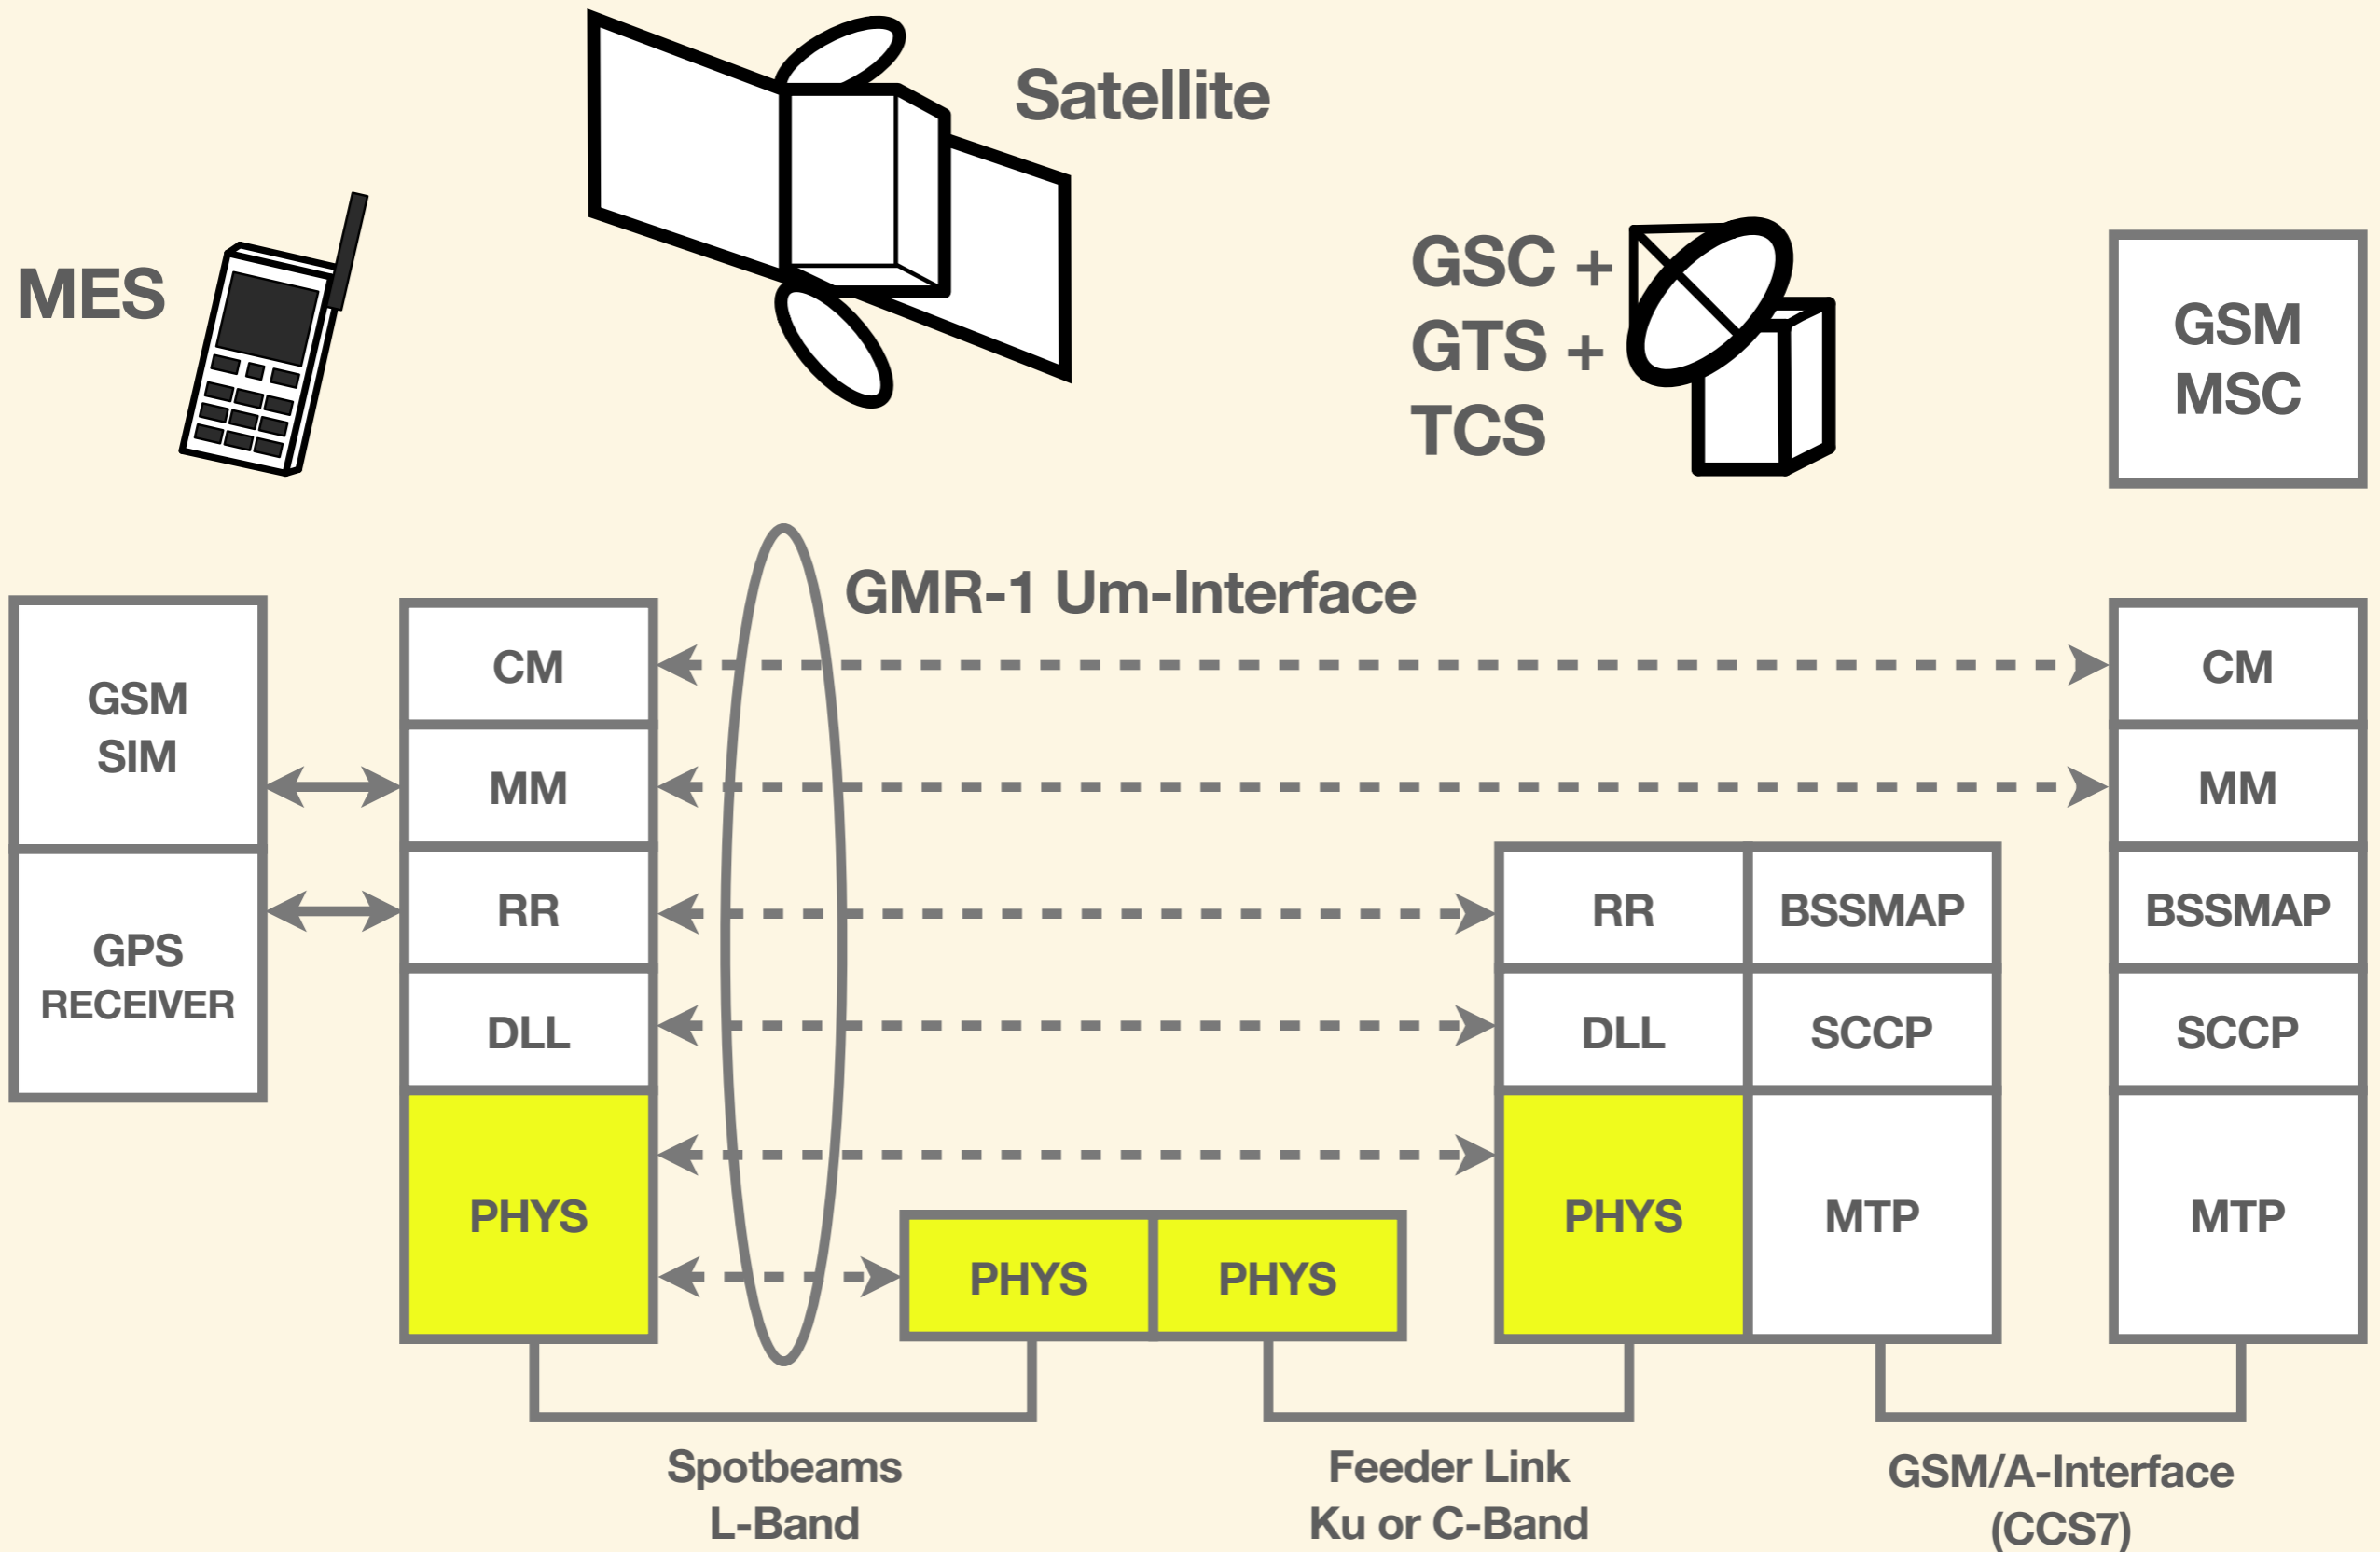 Satellite
MES
GSC +
GTS +
TCS
GSM
MSC
GMR-1 Um-Interface
GSM
SIM
GPS
RECEIVER
CM
MM
RR
DLL
PHYS
PHYS
PHYS
RR
DLL
PHYS
BSSMAP
SCCP
MTP
CM
MM
BSSMAP
SCCP
MTP
Spotbeams
L-Band
Feeder Link
Ku or C-Band
GSM/A-Interface
(CCS7)